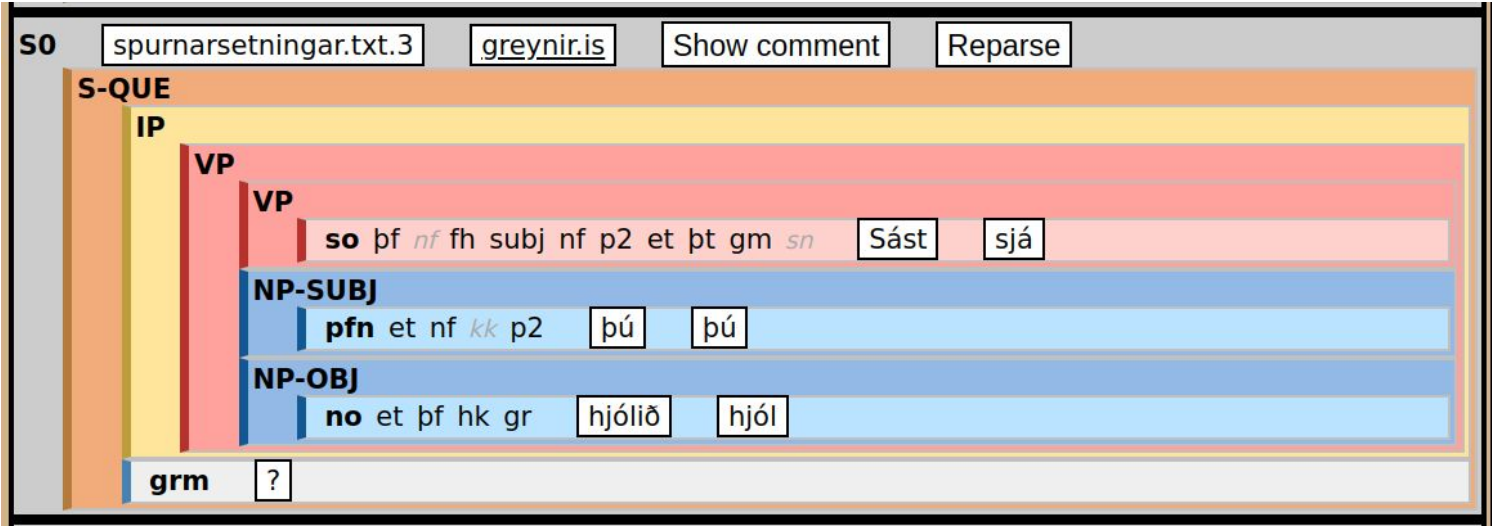 S0 spurnarsetningar.txt.3 greynir.is Show comment Reparse
S-QUE
IP
VP
VP
so þf nf fh subj nf p2 et þt gm sn Sást sjá
NP-SUBJ
pfn et nf kk p2 þú þú
NP-OBJ
no et þf hk gr hjólið hjól
grm ?